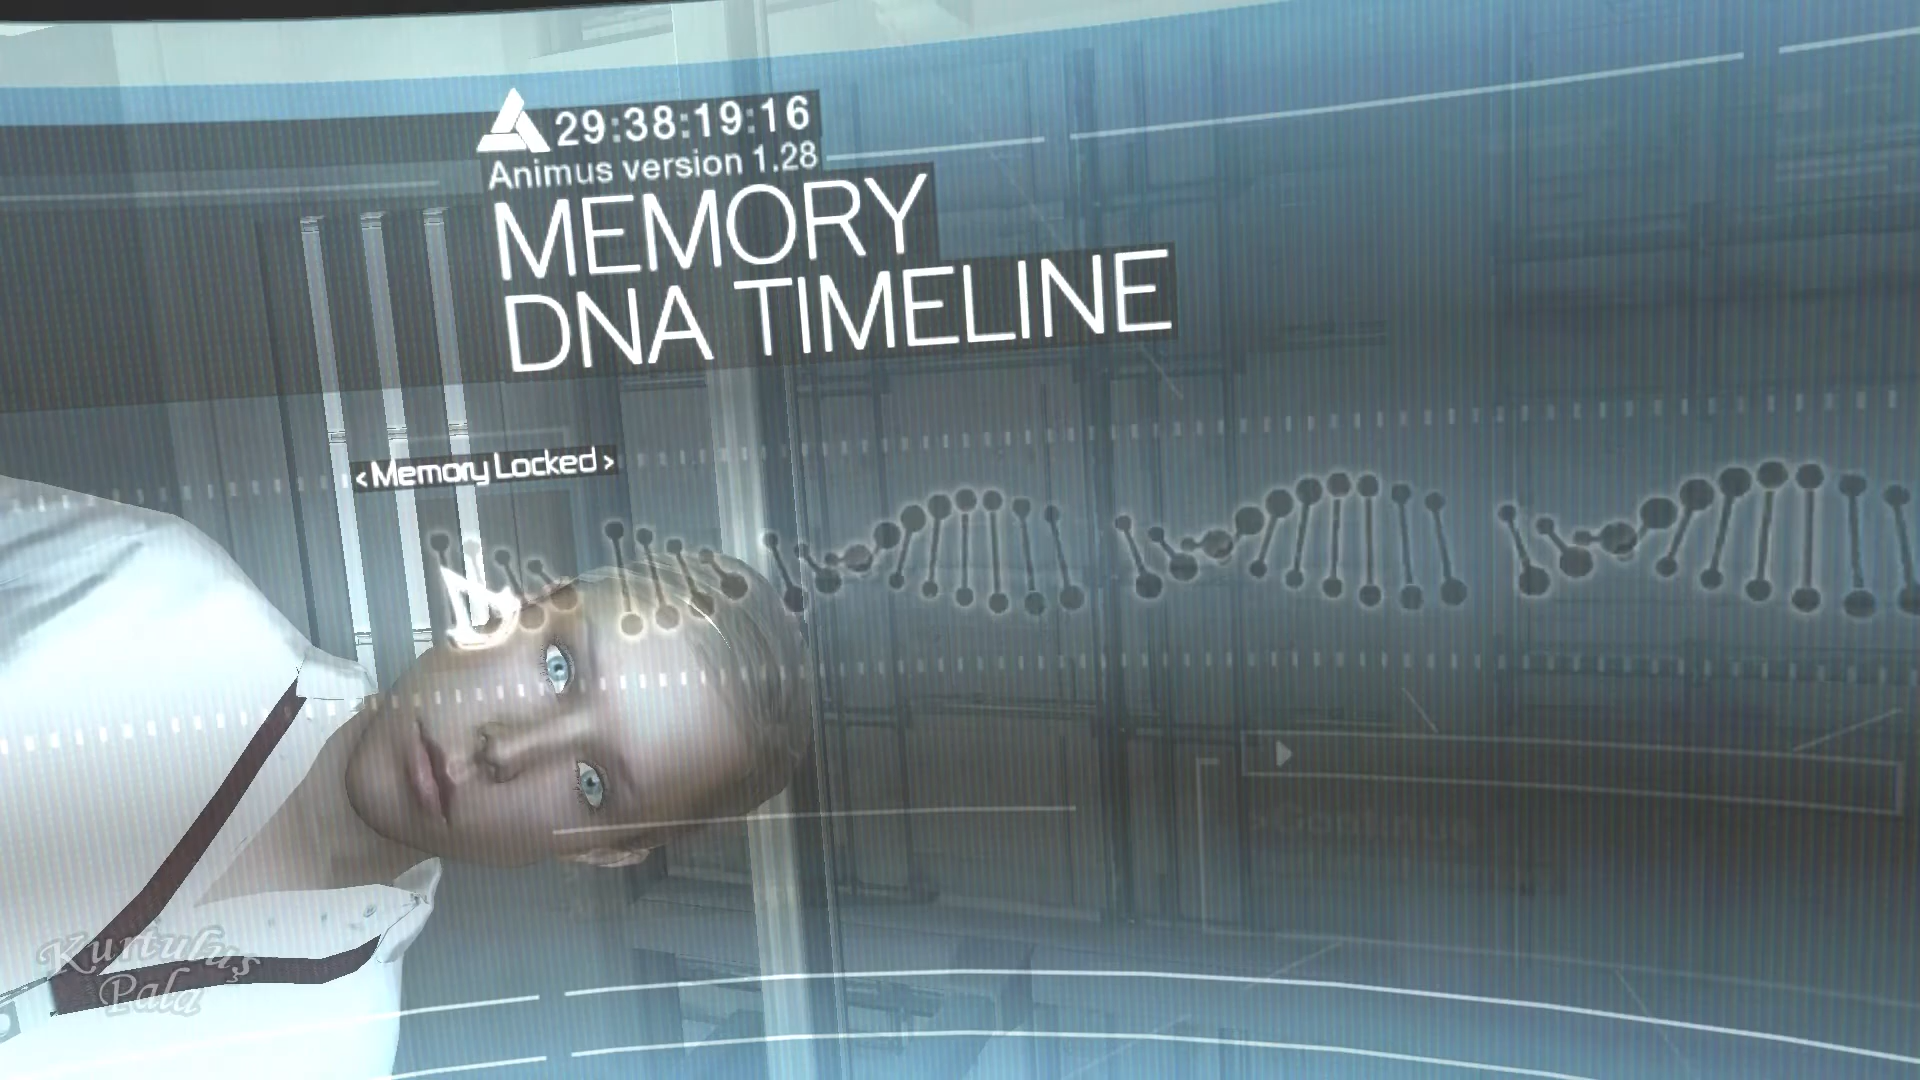 29:38:19:16
Animus version 1.28
MEMORY
DNA TIMELINE
<Memory Locked>
Kurtuluş
Pala